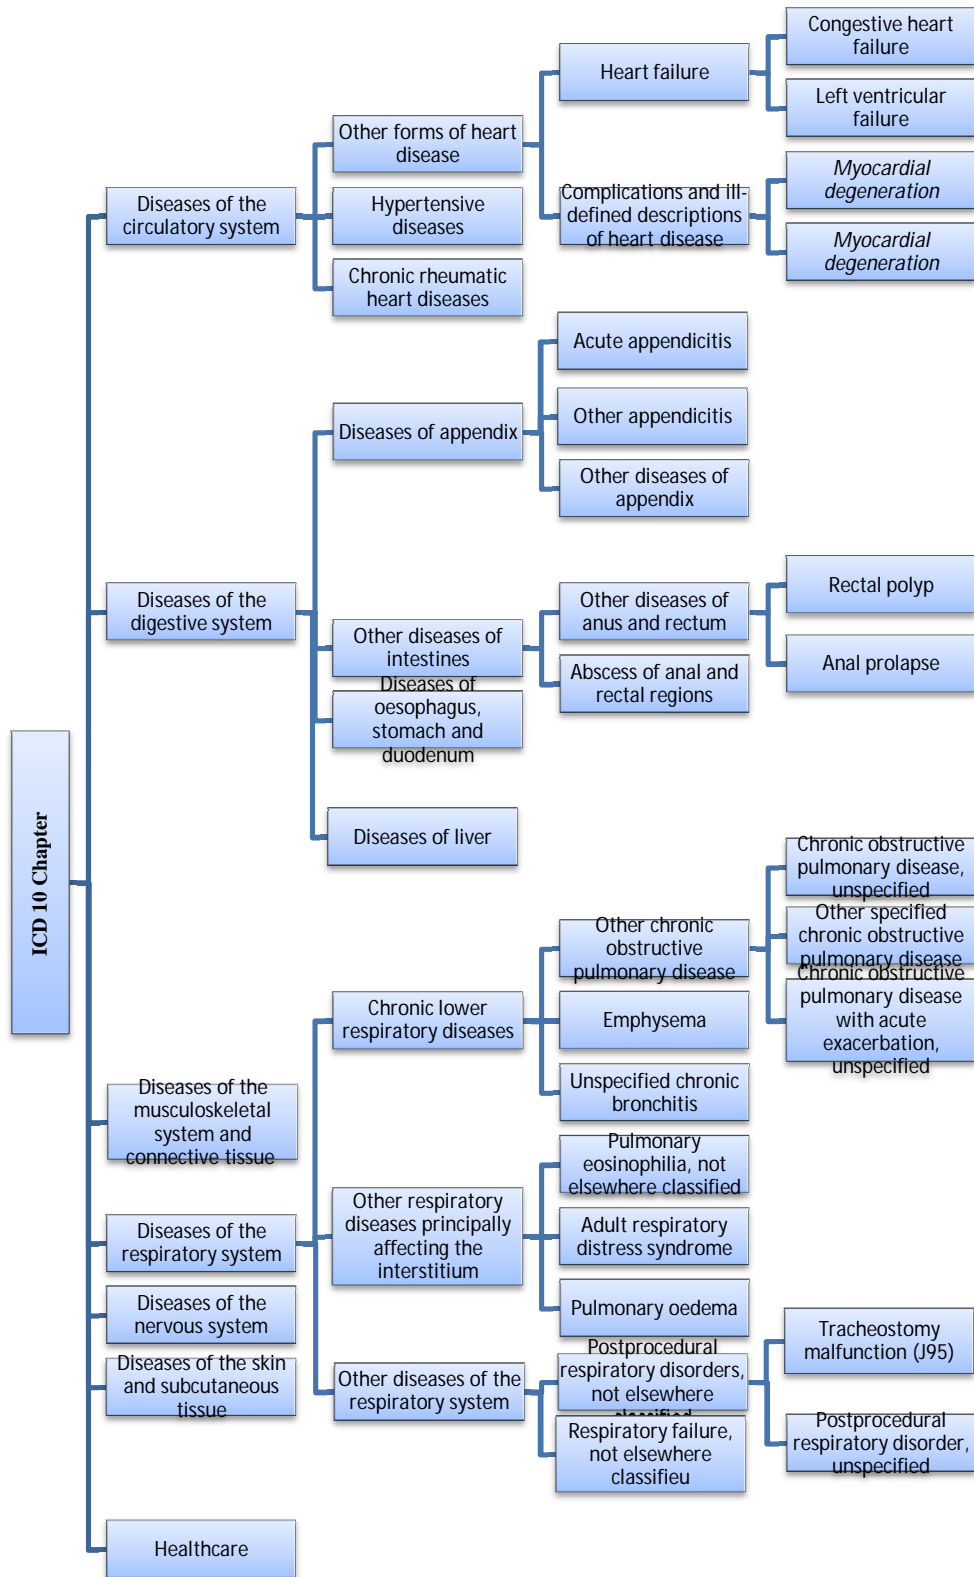 Congestive heart
failure
Heart failure
Left ventricular
failure
Other forms of heart
disease
Myocardial
degeneration
Diseases of the
circulatory system
Hypertensive
diseases
Complications and ill-
defined descriptions
of heart disease
Myocardial
degeneration
Chronic rheumatic
heart diseases
Acute appendicitis
Diseases of appendix
Other appendicitis
Other diseases of
appendix
Diseases of the
digestive system
Other diseases of
anus and rectum
Rectal polyp
Other diseases of
intestines
Abscess of anal and
rectal regions
Anal prolapse
Diseases of
oesophagus,
stomach and
duodenum
Diseases of liver
ICD 10 Chapter
Chronic obstructive
pulmonary disease,
unspecified
Other chronic
obstructive
pulmonary disease
Other specified
chronic obstructive
pulmonary disease
Chronic lower
respiratory diseases
Emphysema
Chronic obstructive
pulmonary disease
with acute
exacerbation,
unspecified
Unspecified chronic
bronchitis
Diseases of the
musculoskeletal
system and
connective tissue
Pulmonary
eosinophilia, not
elsewhere classified
Diseases of the
respiratory system
Other respiratory
diseases principally
affecting the
interstitium
Adult respiratory
distress syndrome
Diseases of the
nervous system
Pulmonary oedema
Diseases of the skin
and subcutaneous
tissue
Other diseases of the
respiratory system
Postprocedural
respiratory disorders,
not elsewhere
classified
Tracheostomy
malfunction (J95)
Respiratory failure,
not elsewhere
classifieu
Postprocedural
respiratory disorder,
unspecified
Healthcare